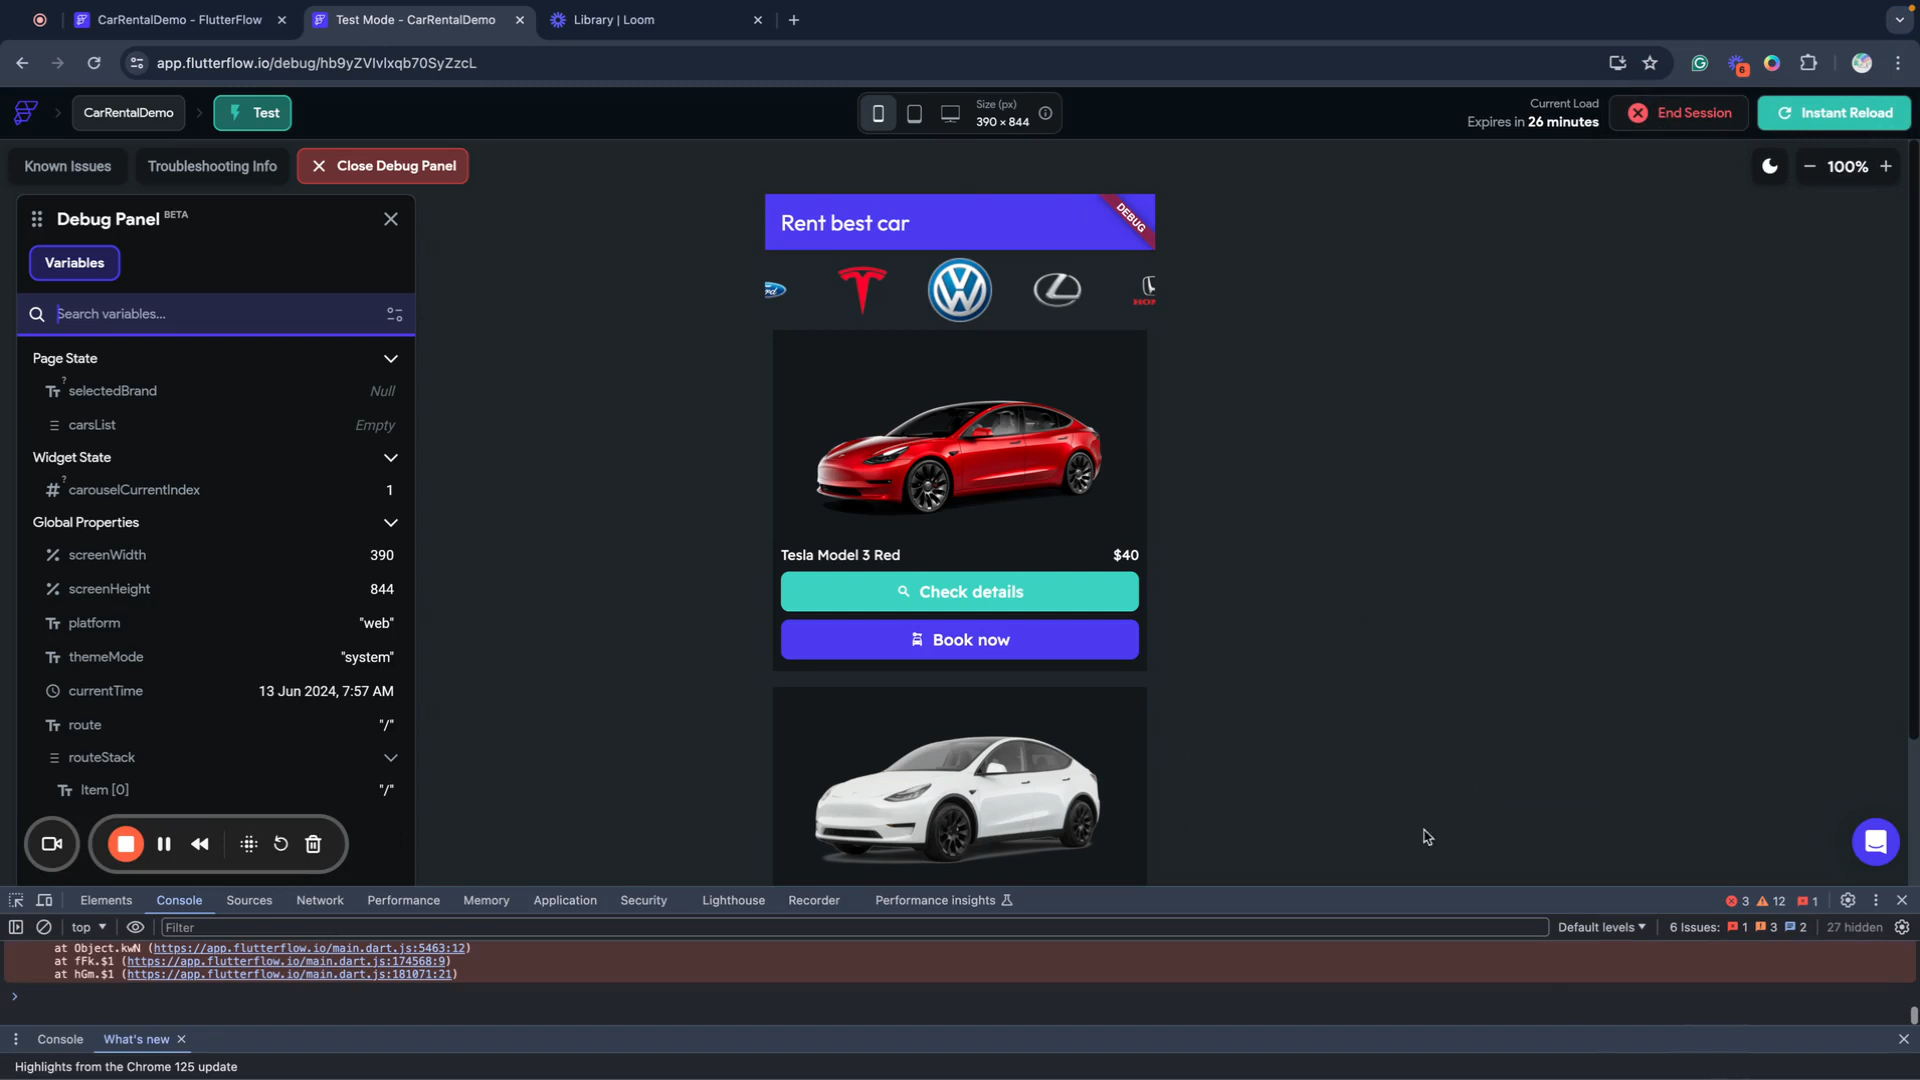 CarRentalDemo - FlutterFlow
Test Mode - CarRentalDemo
Library | Loom
app.flutterflow.io/debug/hb9yZVIvlxqb70SyZzcL
6
CarRentalDemo
Test
Size (px)
390 × 844
Current Load
Expires in 26 minutes
End Session
Instant Reload
Known Issues
Troubleshooting Info
Close Debug Panel
100%
Debug Panel BETA
Variables
Search variables...
Page State
selectedBrand Null
carsList Empty
Widget State
carouselCurrentIndex 1
Global Properties
screenWidth 390
screenHeight 844
platform "web"
themeMode "system"
currentTime 13 Jun 2024, 7:57 AM
route "/"
routeStack
Item [0] "/"
Rent best car
DEBUG
Tesla Model 3 Red $40
Check details
Book now
Elements Console Sources Network Performance Memory Application Security Lighthouse Recorder Performance insights
3 12 1
top
Filter
Default levels
6 Issues: 1 3 2
27 hidden
at Object.kwN (https://app.flutterflow.io/main.dart.js:5463:12)
at fFk.$1 (https://app.flutterflow.io/main.dart.js:174568:9)
at hGm.$1 (https://app.flutterflow.io/main.dart.js:181071:21)
Console What's new
Highlights from the Chrome 125 update